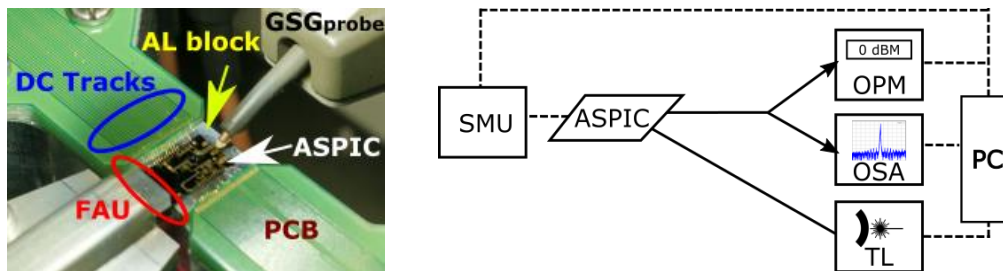 GSGprobe
AL block
DC Tracks
ASPIC
FAU
PCB
0 dBM
OPM
SMU
ASPIC
OSA
PC
TL